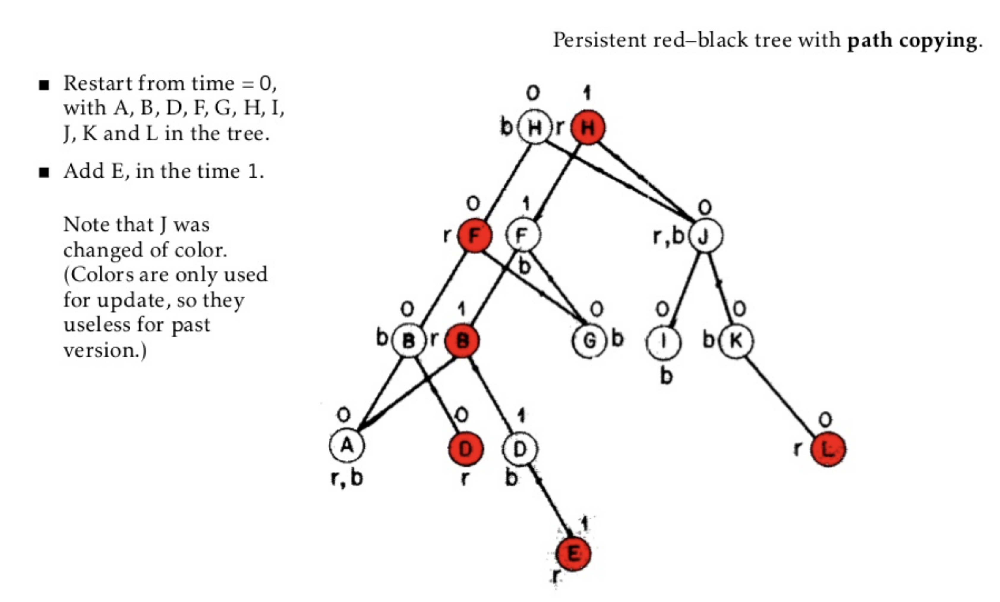 Persistent red–black tree with path copying.
■ Restart from time = 0,
with A, B, D, F, G, H, I,
J, K and L in the tree.
■ Add E, in the time 1.
Note that J was
changed of color.
(Colors are only used
for update, so they
useless for past
version.)
0 1
b H r H
0 1 0
r F F r,b J
b
0 1 0 0 0
b B r B G b I b K
b
0 0 1 0
A D D r L
r,b r b
1
E
r